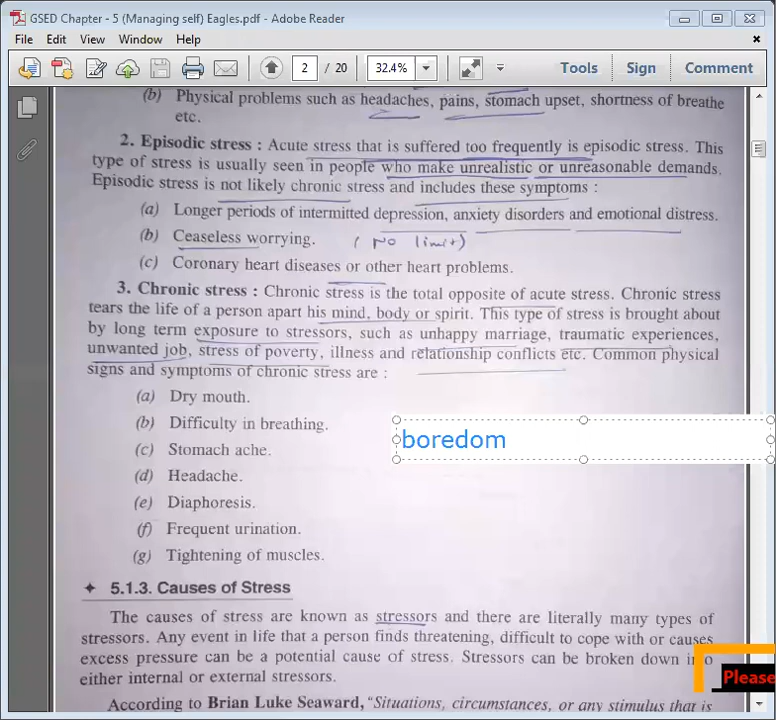 GSED Chapter - 5 (Managing self) Eagles.pdf - Adobe Reader
File Edit View Window Help
2 / 20 32.4% Tools Sign Comment
(b) Physical problems such as headaches, pains, stomach upset, shortness of breathe
etc.
2. Episodic stress : Acute stress that is suffered too frequently is episodic stress. This
type of stress is usually seen in people who make unrealistic or unreasonable demands.
Episodic stress is not likely chronic stress and includes these symptoms :
(a) Longer periods of intermitted depression, anxiety disorders and emotional distress.
(b) Ceaseless worrying. ( No limit)
(c) Coronary heart diseases or other heart problems.
3. Chronic stress : Chronic stress is the total opposite of acute stress. Chronic stress
tears the life of a person apart his mind, body or spirit. This type of stress is brought about
by long term exposure to stressors, such as unhappy marriage, traumatic experiences,
unwanted job, stress of poverty, illness and relationship conflicts etc. Common physical
signs and symptoms of chronic stress are :
(a) Dry mouth.
(b) Difficulty in breathing.
boredom
(c) Stomach ache.
(d) Headache.
(e) Diaphoresis.
(f) Frequent urination.
(g) Tightening of muscles.
✦ 5.1.3. Causes of Stress
The causes of stress are known as stressors and there are literally many types of
stressors. Any event in life that a person finds threatening, difficult to cope with or causes
excess pressure can be a potential cause of stress. Stressors can be broken down into
either internal or external stressors.
Please
According to Brian Luke Seaward, "Situations, circumstances, or any stimulus that is